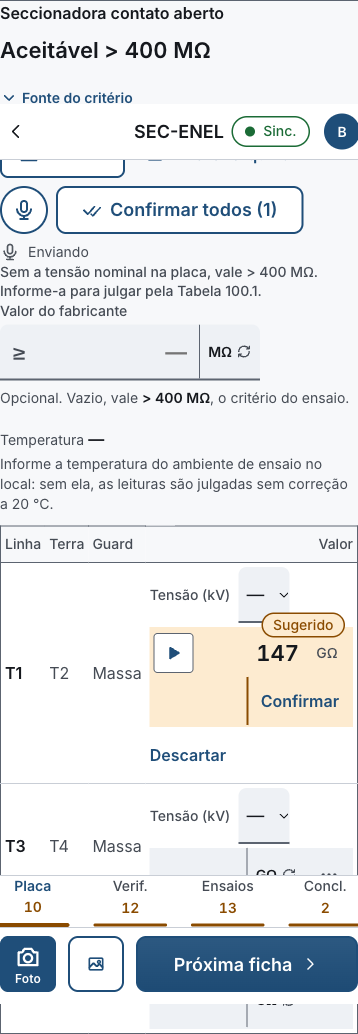 Seccionadora contato aberto
Aceitável > 400 MΩ
Fonte do critério
SEC-ENEL
Sinc.
B
Confirmar todos (1)
Enviando
Sem a tensão nominal na placa, vale > 400 MΩ.
Informe-a para julgar pela Tabela 100.1.
Valor do fabricante
≥ — MΩ
Opcional. Vazio, vale > 400 MΩ, o critério do ensaio.
Temperatura —
Informe a temperatura do ambiente de ensaio no
local: sem ela, as leituras são julgadas sem correção
a 20 °C.
Linha Terra Guard Valor
Tensão (kV) —
Sugerido
T1 T2 Massa 147 GΩ
Confirmar
Descartar
Tensão (kV) —
T3 T4 Massa
Placa Verif. Ensaios Concl.
10 12 13 2
Foto
Próxima ficha